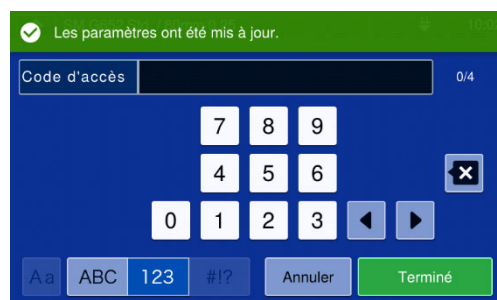 Les paramètres ont été mis à jour.
Code d'accès
0/4
7 8 9
4 5 6
0 1 2 3
Aa ABC 123 #!? Annuler Terminé